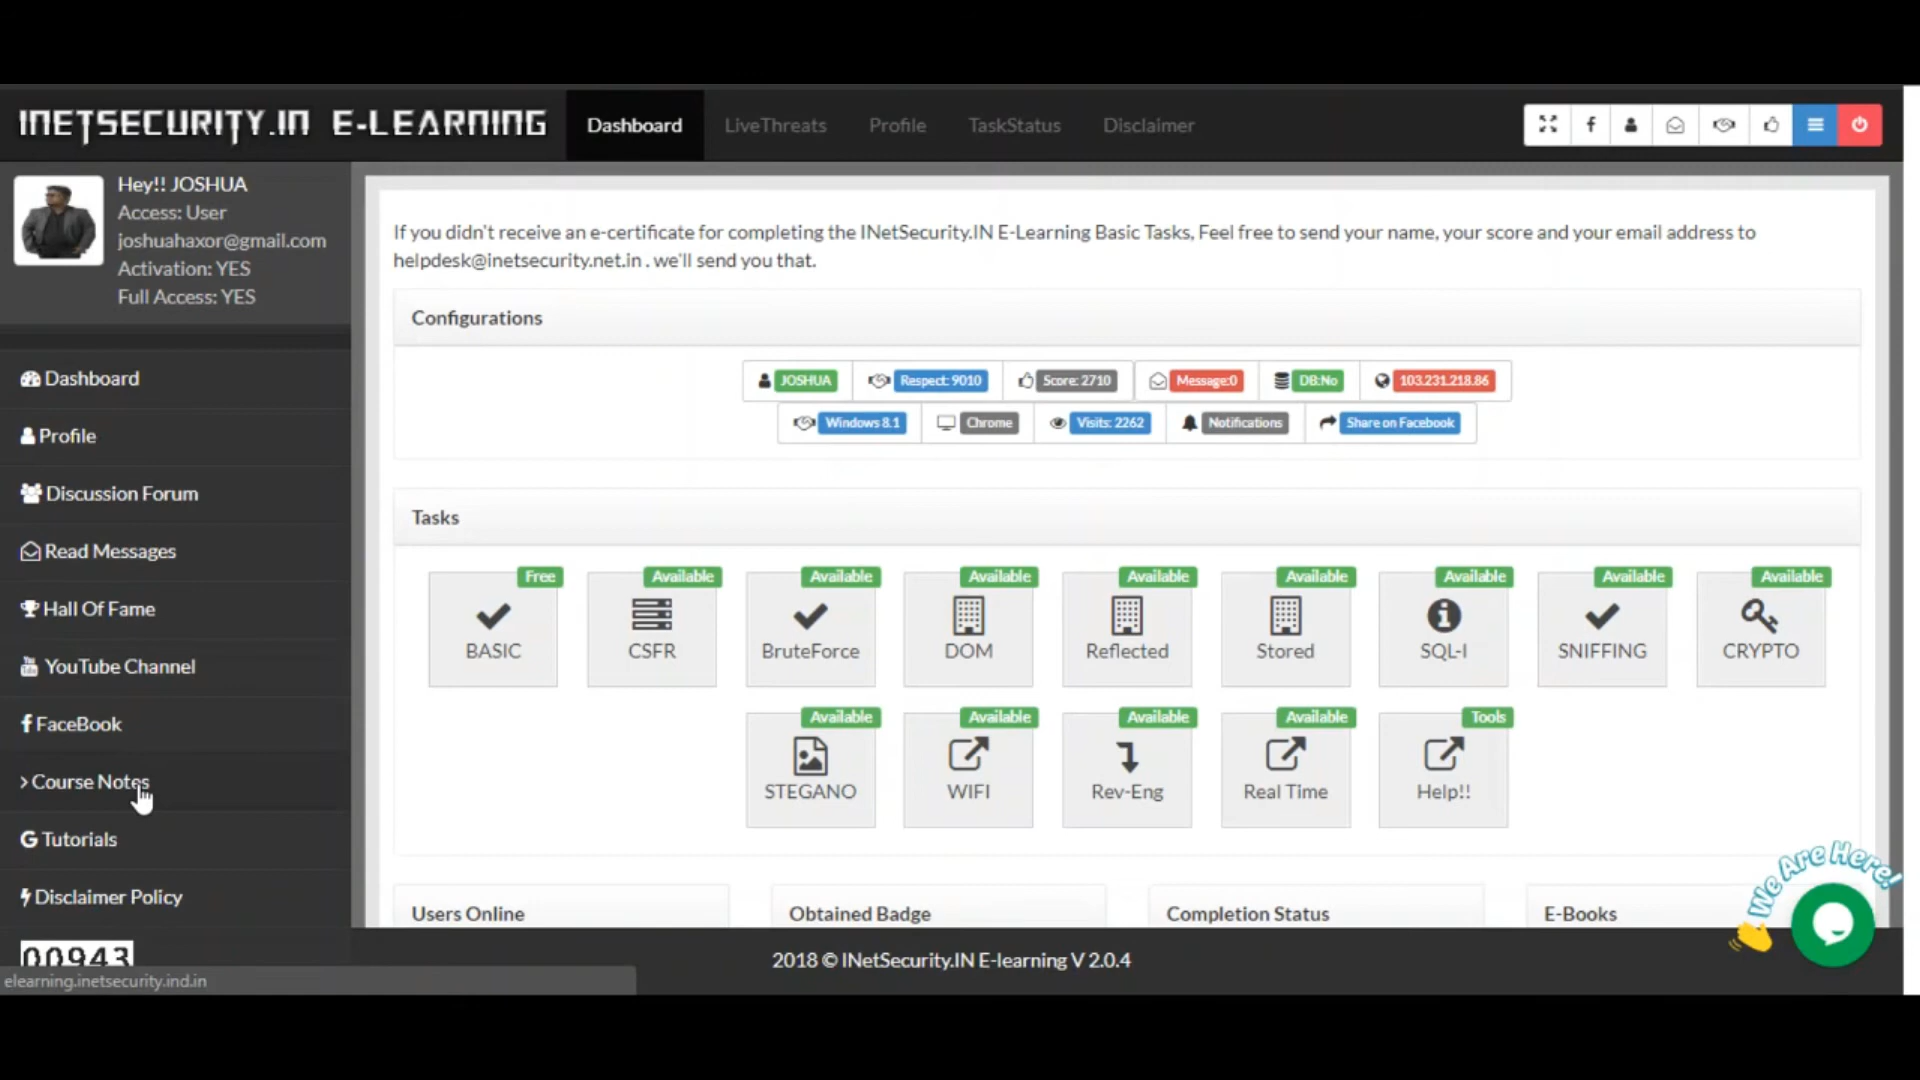 INETSECURITY.IN E-LEARNING
Dashboard LiveThreats Profile TaskStatus Disclaimer
Hey!! JOSHUA
Access: User
joshuahaxor@gmail.com
Activation: YES
Full Access: YES
Dashboard
Profile
Discussion Forum
Read Messages
Hall Of Fame
YouTube Channel
FaceBook
Course Notes
Tutorials
Disclaimer Policy
00943
elearning.inetsecurity.ind.in
If you didn't receive an e-certificate for completing the INetSecurity.IN E-Learning Basic Tasks, Feel free to send your name, your score and your email address to
helpdesk@inetsecurity.net.in . we'll send you that.
Configurations
JOSHUA Respect: 9010 Score: 2710 Message:0 DB:No 103.231.218.86
Windows 8.1 Chrome Visits: 2262 Notifications Share on Facebook
Tasks
Free Available Available Available Available Available Available Available Available
BASIC CSFR BruteForce DOM Reflected Stored SQL-I SNIFFING CRYPTO
Available Available Available Available Tools
STEGANO WIFI Rev-Eng Real Time Help!!
Users Online Obtained Badge Completion Status E-Books
We Are Here!
2018 © INetSecurity.IN E-learning V 2.0.4